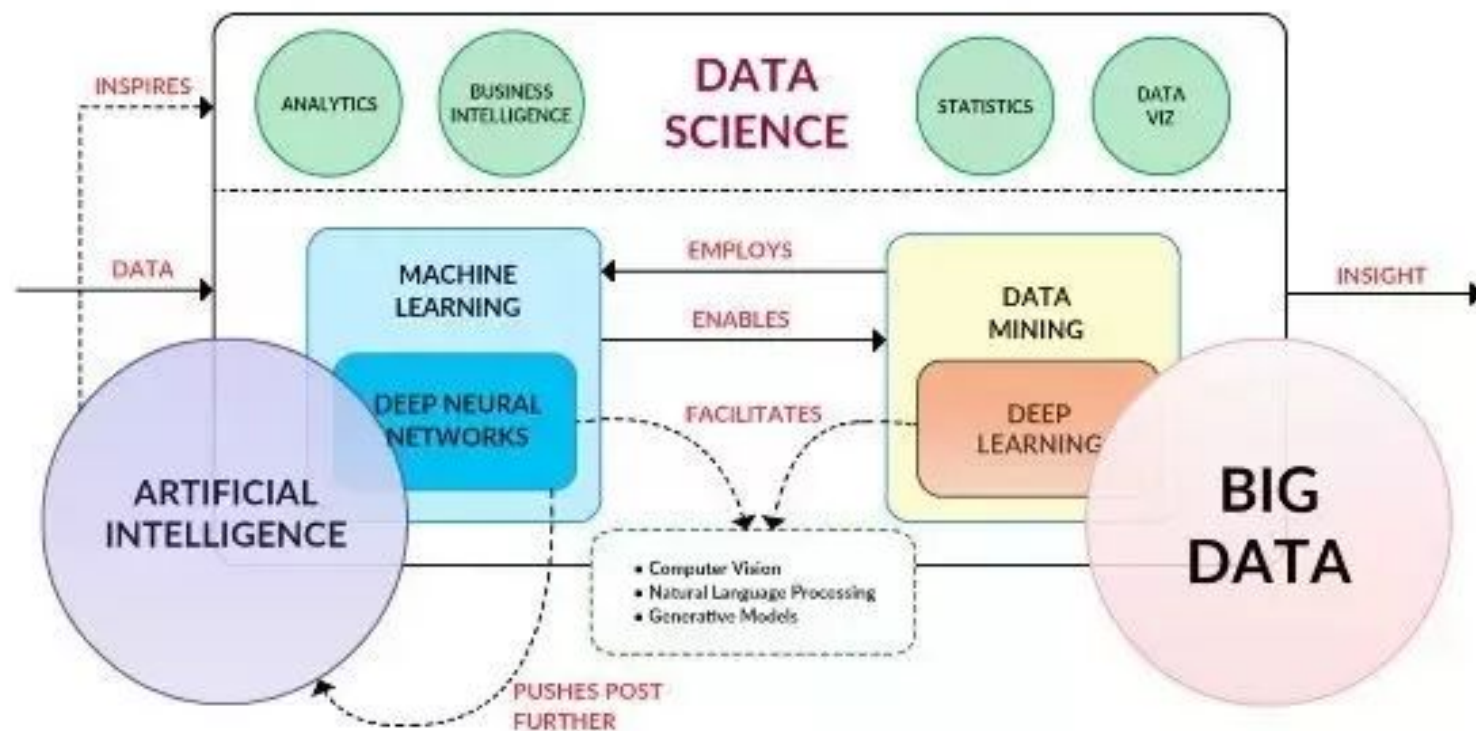 INSPIRES
ANALYTICS
BUSINESS
INTELLIGENCE
DATA
SCIENCE
STATISTICS
DATA
VIZ
DATA
MACHINE
LEARNING
EMPLOYS
ENABLES
DATA
MINING
INSIGHT
DEEP NEURAL
NETWORKS
FACILITATES
DEEP
LEARNING
ARTIFICIAL
INTELLIGENCE
BIG
DATA
• Computer Vision
• Natural Language Processing
• Generative Models
PUSHES POST
FURTHER